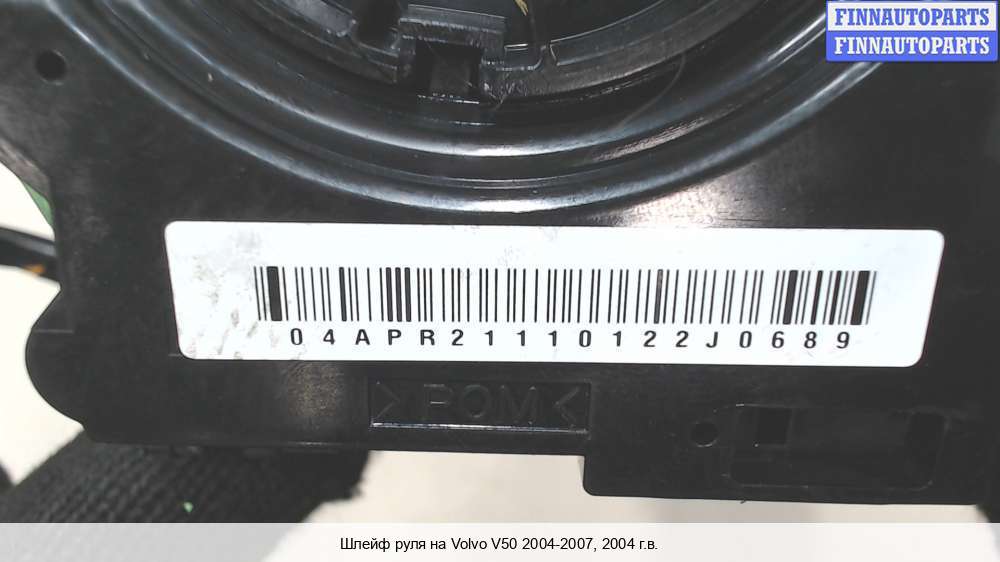 FINNAUTOPARTS
FINNAUTOPARTS
04APR21110122J0689
>POM<
Шлейф руля на Volvo V50 2004-2007, 2004 г.в.